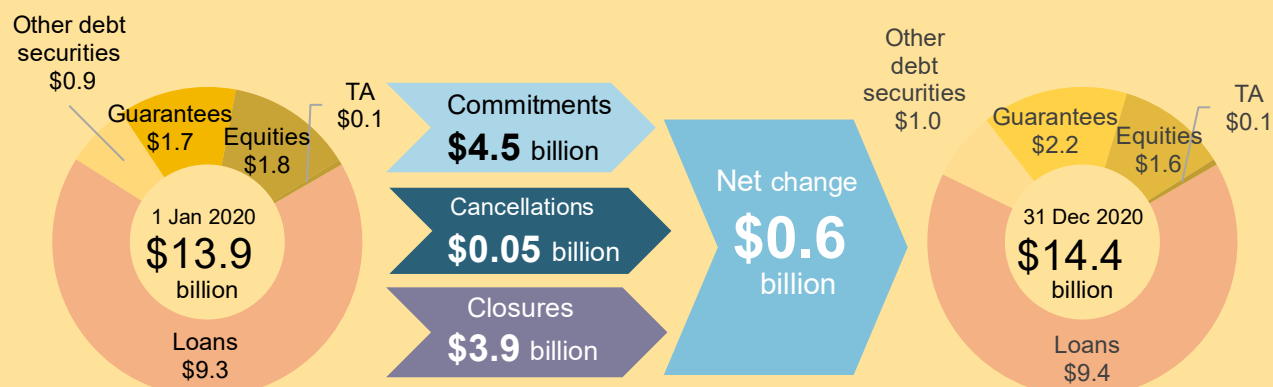 Other debt
securities
$0.9
Guarantees
$1.7
Equities
$1.8
TA
$0.1
1 Jan 2020
$13.9
billion
Loans
$9.3
Commitments
$4.5 billion
Cancellations
$0.05 billion
Closures
$3.9 billion
Net change
$0.6
billion
Other
debt
securities
$1.0
Guarantees
$2.2
Equities
$1.6
TA
$0.1
31 Dec 2020
$14.4
billion
Loans
$9.4